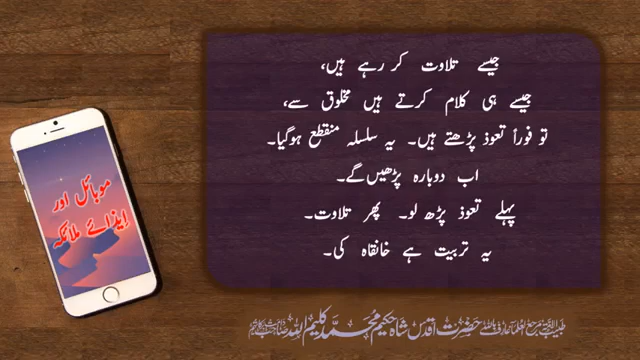 جیسے تلاوت کر رہے ہیں،
جیسے ہی کلام کرتے ہیں مخلوق سے،
تو فوراً تعوذ پڑھتے ہیں۔ یہ سلسلہ منقطع ہوگیا۔
اب دوبارہ پڑھیں گے۔
پہلے تعوذ پڑھ لو۔ پھر تلاوت۔
یہ تربیت ہے خانقاہ کی۔
موبائل اور
ایذائے ملائکہ
حضرت اقدس شاہ حکیم محمد کلیم اللہ